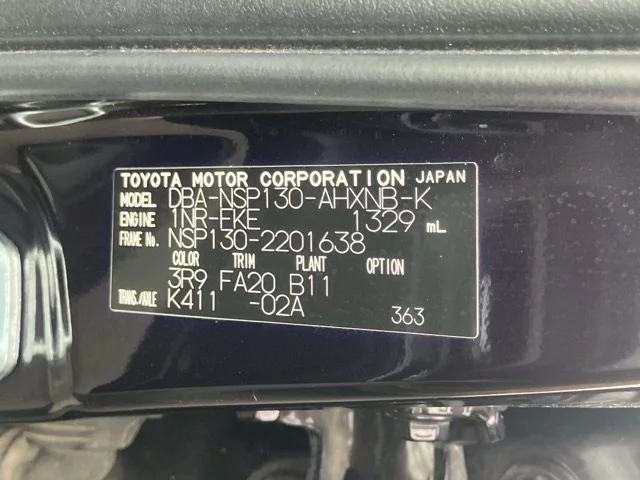 TOYOTA MOTOR CORPORATION JAPAN
MODEL DBA-NSP130-AHXNB-K
ENGINE 1NR-FKE 1329 mL
FRAME No. NSP130-2201638
COLOR TRIM PLANT OPTION
3R9 FA20 B11
TRANS./AXLE K411 -02A
363